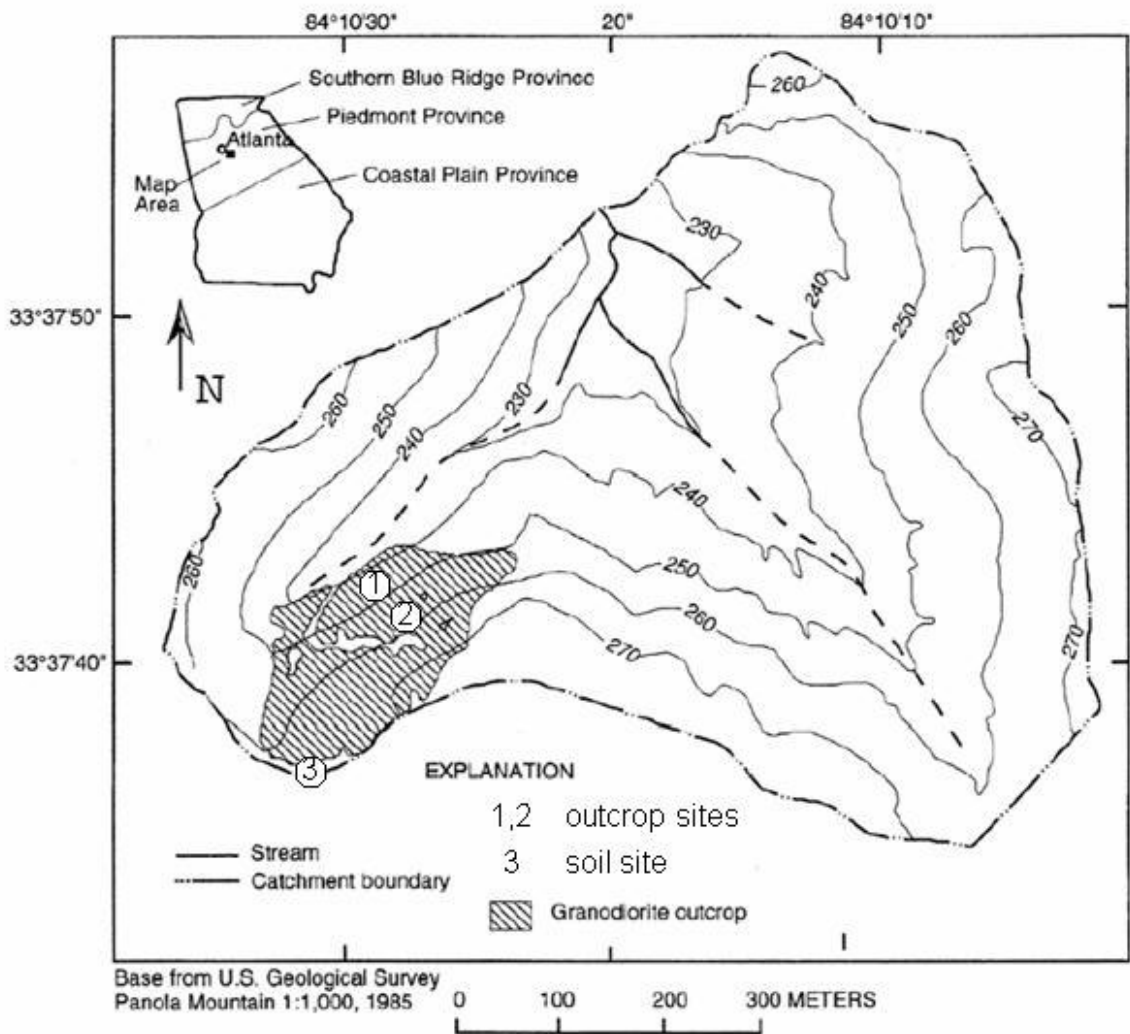 84°10'30"
20"
84°10'10"
Southern Blue Ridge Province
Piedmont Province
Atlanta
Map
Area
Coastal Plain Province
33°37'50"
N
33°37'40"
260
230
240
250
260
270
260
250
240
230
240
250
260
270
260
270
1
2
3
EXPLANATION
1,2 outcrop sites
3 soil site
Stream
Catchment boundary
Granodiorite outcrop
Base from U.S. Geological Survey
Panola Mountain 1:1,000, 1985
0 100 200 300 METERS